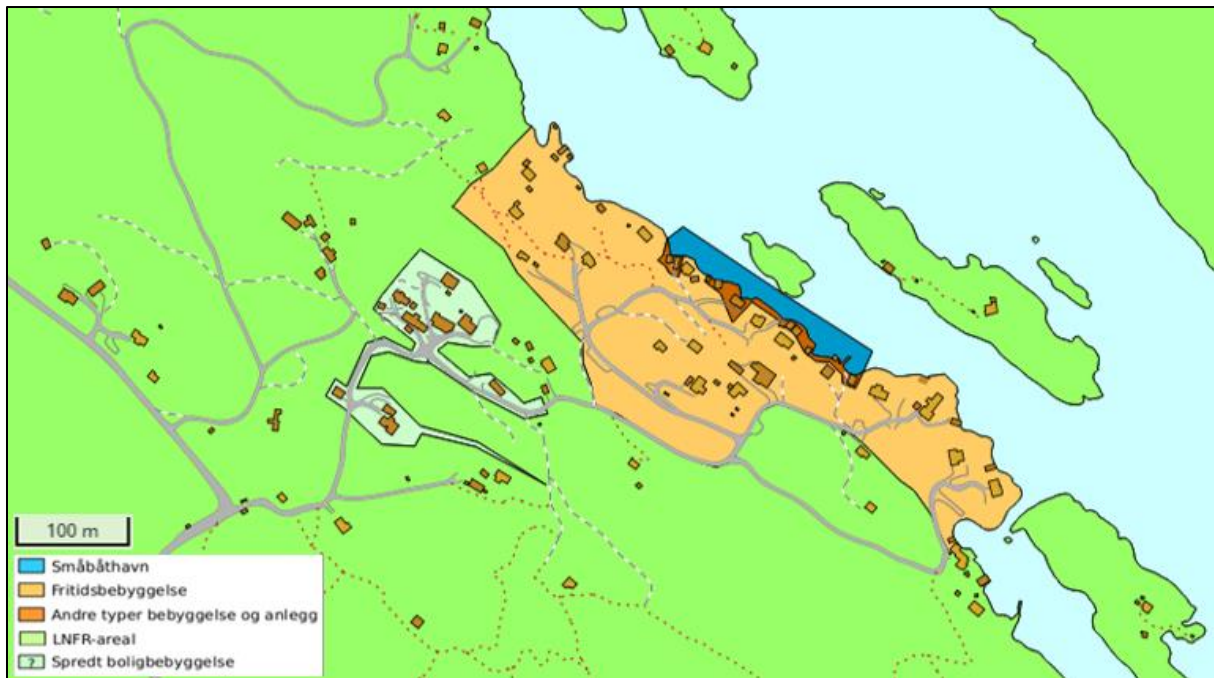 100 m
Småbåthavn
Fritidsbebyggelse
Andre typer bebyggelse og anlegg
LNFR-areal
? Spredt boligbebyggelse